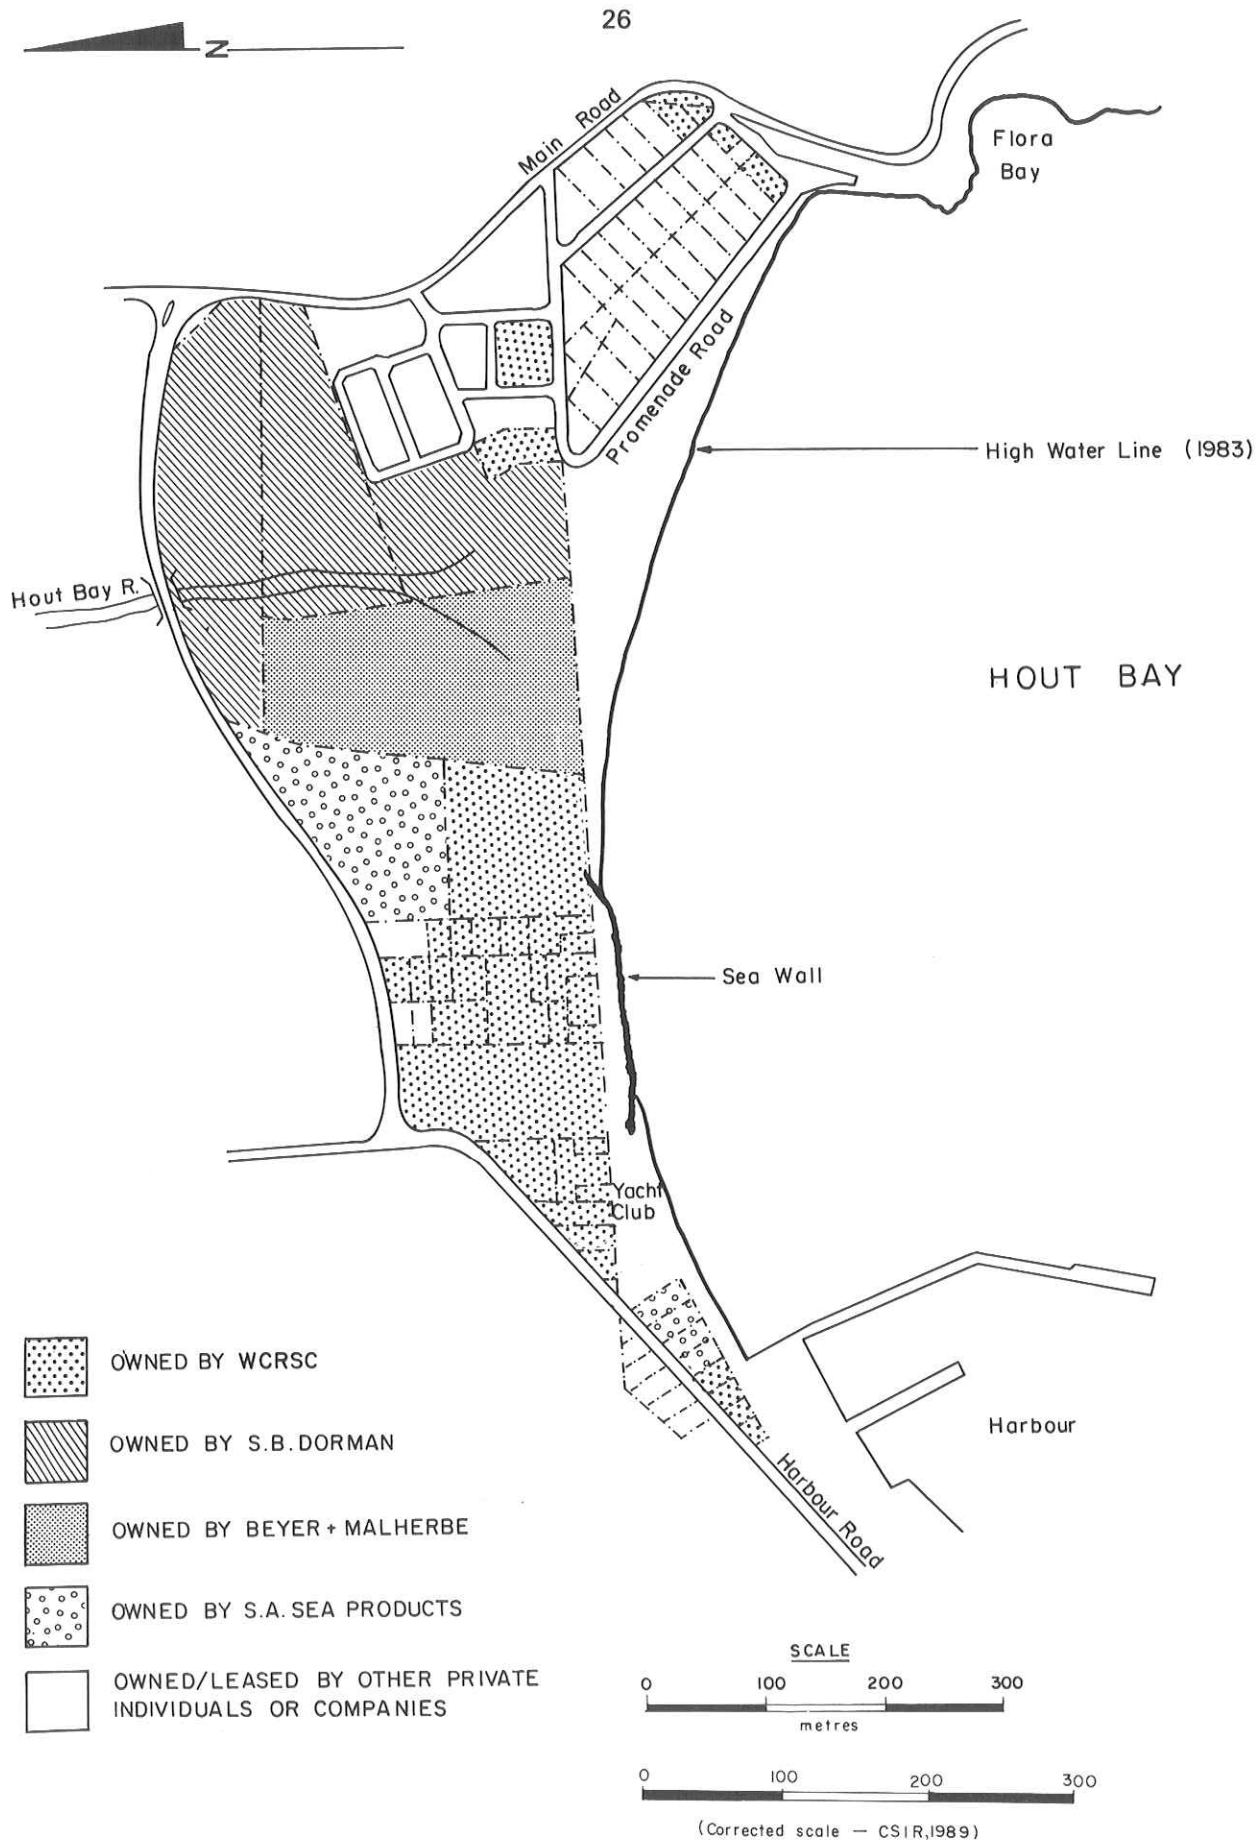 26
N
Main Road
Flora
Bay
Promenade Road
High Water Line (1983)
Hout Bay R.
HOUT BAY
Sea Wall
Yacht
Club
Harbour
Harbour Road
OWNED BY WCRSC
OWNED BY S.B. DORMAN
OWNED BY BEYER + MALHERBE
OWNED BY S.A. SEA PRODUCTS
OWNED/LEASED BY OTHER PRIVATE
INDIVIDUALS OR COMPANIES
SCALE
0 100 200 300
metres
0 100 200 300
(Corrected scale — CSIR, 1989)